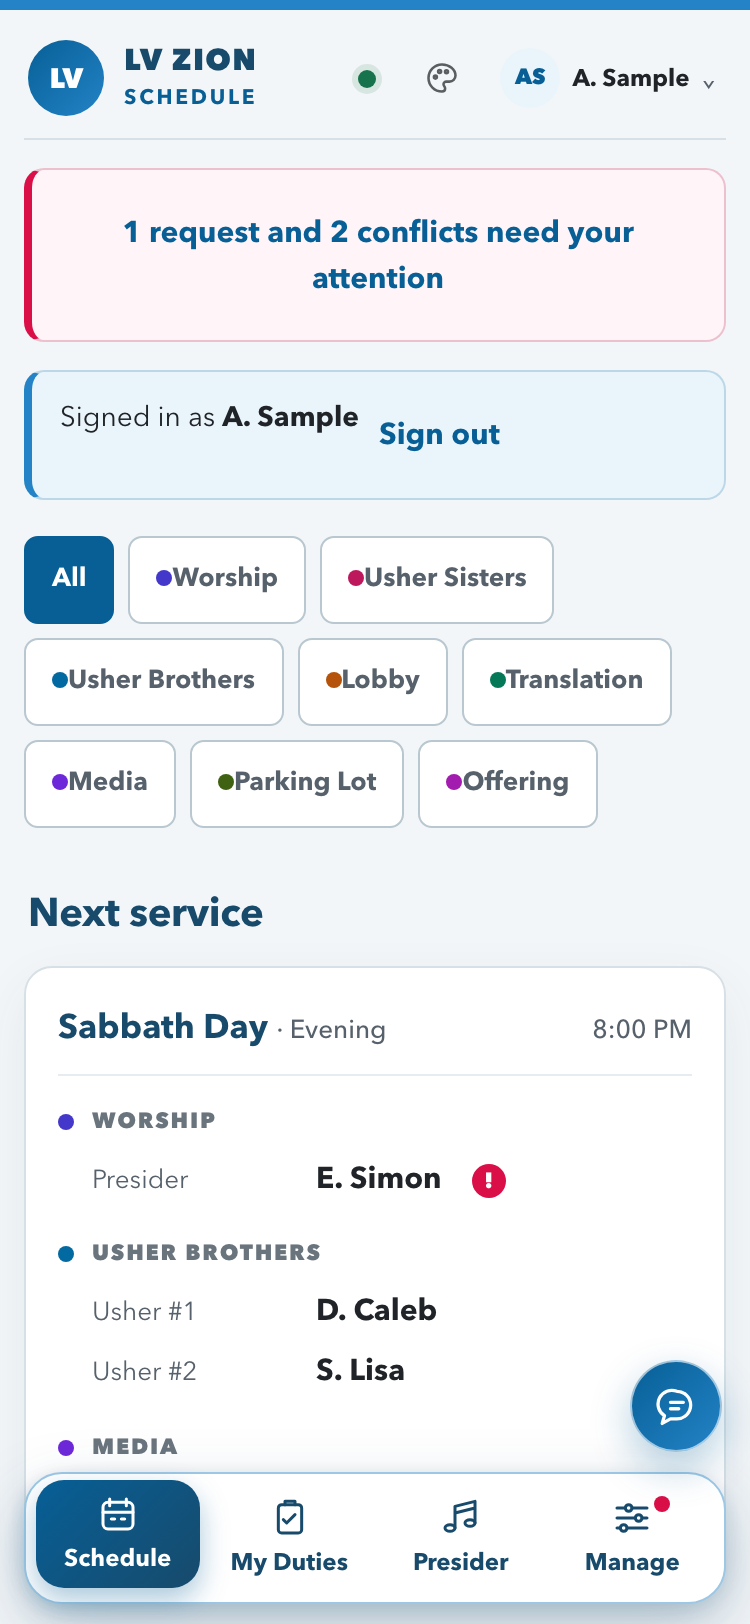 LV
LV ZION
SCHEDULE
AS
A. Sample
1 request and 2 conflicts need your
attention
Signed in as A. Sample
Sign out
All
Worship
Usher Sisters
Usher Brothers
Lobby
Translation
Media
Parking Lot
Offering
Next service
Sabbath Day · Evening
8:00 PM
WORSHIP
Presider
E. Simon
!
USHER BROTHERS
Usher #1
D. Caleb
Usher #2
S. Lisa
MEDIA
Schedule
My Duties
Presider
Manage